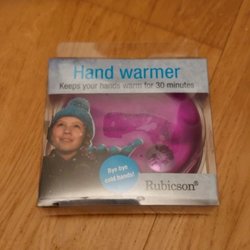 Hand warmer
Keeps your hands warm for 30 minutes
Bye bye
cold hands!
Rubicson®